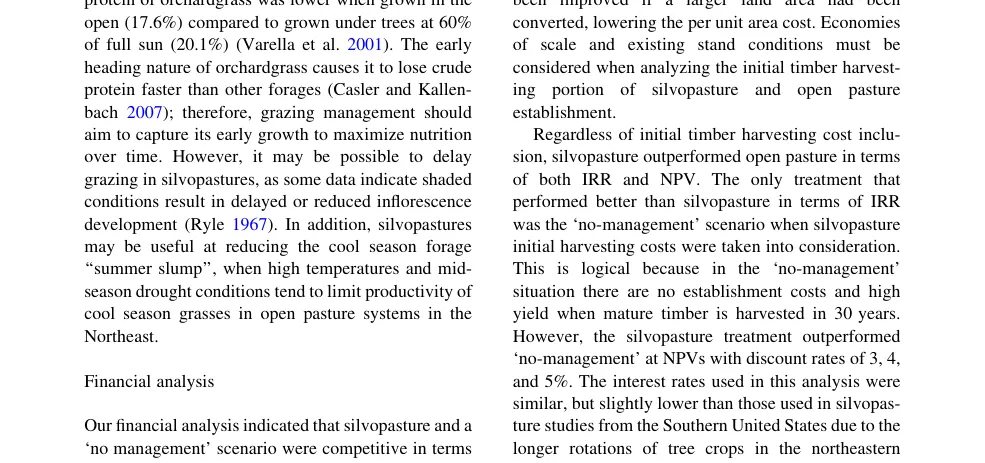 protein of orchardgrass was lower when grown in the
open (17.6%) compared to grown under trees at 60%
of full sun (20.1%) (Varella et al. 2001). The early
heading nature of orchardgrass causes it to lose crude
protein faster than other forages (Casler and Kallen-
bach 2007); therefore, grazing management should
aim to capture its early growth to maximize nutrition
over time. However, it may be possible to delay
grazing in silvopastures, as some data indicate shaded
conditions result in delayed or reduced inflorescence
development (Ryle 1967). In addition, silvopastures
may be useful at reducing the cool season forage
“summer slump”, when high temperatures and mid-
season drought conditions tend to limit productivity of
cool season grasses in open pasture systems in the
Northeast.
Financial analysis
Our financial analysis indicated that silvopasture and a
‘no management’ scenario were competitive in terms
been improved if a larger land area had been
converted, lowering the per unit area cost. Economies
of scale and existing stand conditions must be
considered when analyzing the initial timber harvest-
ing portion of silvopasture and open pasture
establishment.
Regardless of initial timber harvesting cost inclu-
sion, silvopasture outperformed open pasture in terms
of both IRR and NPV. The only treatment that
performed better than silvopasture in terms of IRR
was the ‘no-management’ scenario when silvopasture
initial harvesting costs were taken into consideration.
This is logical because in the ‘no-management’
situation there are no establishment costs and high
yield when mature timber is harvested in 30 years.
However, the silvopasture treatment outperformed
‘no-management’ at NPVs with discount rates of 3, 4,
and 5%. The interest rates used in this analysis were
similar, but slightly lower than those used in silvopas-
ture studies from the Southern United States due to the
longer rotations of tree crops in the northeastern